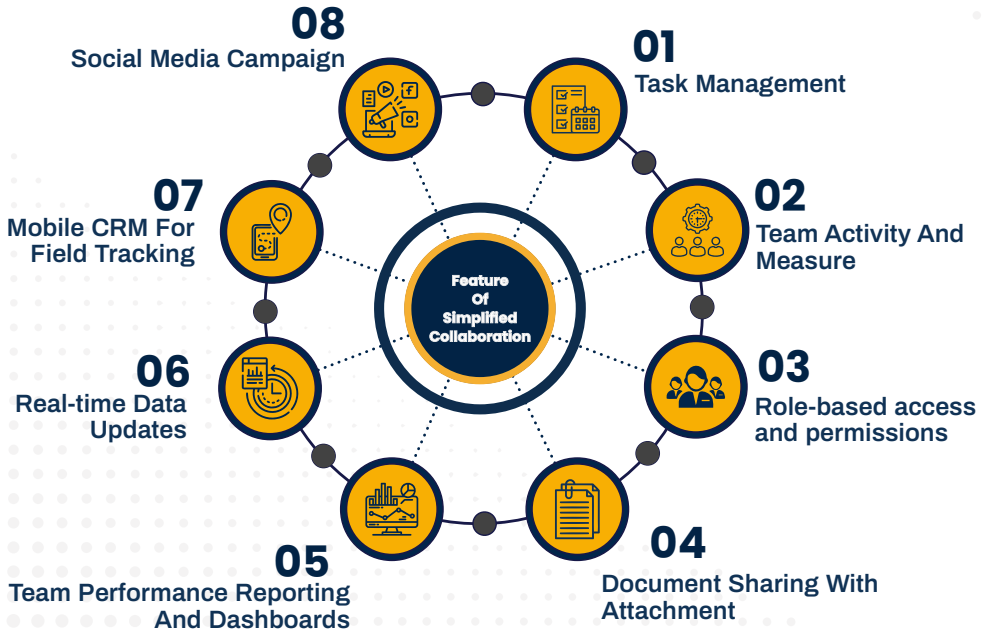 Feature
Of
Simplified
Collaboration
01
Task Management
02
Team Activity And
Measure
03
Role-based access
and permissions
04
Document Sharing With
Attachment
05
Team Performance Reporting
And Dashboards
06
Real-time Data
Updates
07
Mobile CRM For
Field Tracking
08
Social Media Campaign